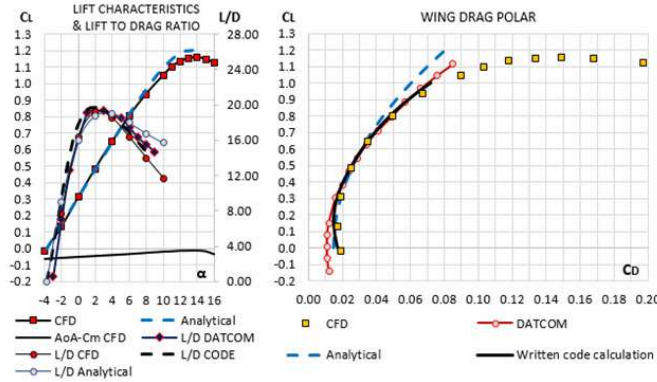 LIFT CHARACTERISTICS
& LIFT TO DRAG RATIO
CL
L/D
1.3
1.2
1.1
1.0
0.9
0.8
0.7
0.6
0.5
0.4
0.3
0.2
0.1
0.0
-0.1
-0.2
28.00
24.00
20.00
16.00
12.00
8.00
4.00
0.00
α
-4 -2 0 2 4 6 8 10 12 14 16
CFD
Analytical
AoA-Cm CFD
L/D DATCOM
L/D CFD
L/D CODE
L/D Analytical
WING DRAG POLAR
CL
1.3
1.2
1.1
1.0
0.9
0.8
0.7
0.6
0.5
0.4
0.3
0.2
0.1
0.0
-0.1
-0.2
CD
0.00 0.02 0.04 0.06 0.08 0.10 0.12 0.14 0.16 0.18 0.20
CFD
DATCOM
Analytical
Written code calculation